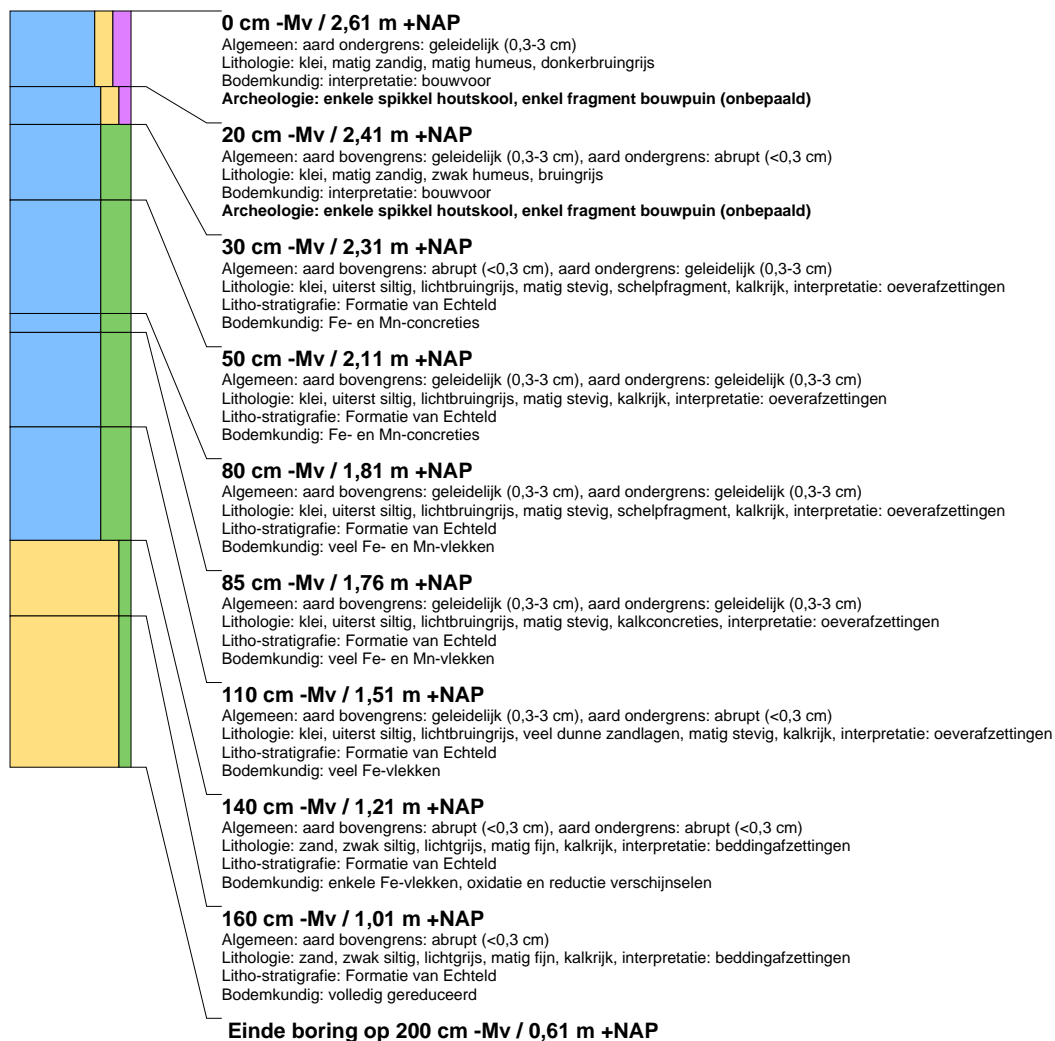 0 cm -Mv / 2,61 m +NAP
Algemeen: aard ondergrens: geleidelijk (0,3-3 cm)
Lithologie: klei, matig zandig, matig humeus, donkerbruingrijs
Bodemkundig: interpretatie: bouwvoor
Archeologie: enkele spikkel houtskool, enkel fragment bouwpuin (onbepaald)
20 cm -Mv / 2,41 m +NAP
Algemeen: aard bovengrens: geleidelijk (0,3-3 cm), aard ondergrens: abrupt (<0,3 cm)
Lithologie: klei, matig zandig, zwak humeus, bruingrijs
Bodemkundig: interpretatie: bouwvoor
Archeologie: enkele spikkel houtskool, enkel fragment bouwpuin (onbepaald)
30 cm -Mv / 2,31 m +NAP
Algemeen: aard bovengrens: abrupt (<0,3 cm), aard ondergrens: geleidelijk (0,3-3 cm)
Lithologie: klei, uiterst siltig, lichtbruingrijs, matig stevig, schelpfragment, kalkrijk, interpretatie: oeverafzettingen
Litho-stratigrafie: Formatie van Echteld
Bodemkundig: Fe- en Mn-concreties
50 cm -Mv / 2,11 m +NAP
Algemeen: aard bovengrens: geleidelijk (0,3-3 cm), aard ondergrens: geleidelijk (0,3-3 cm)
Lithologie: klei, uiterst siltig, lichtbruingrijs, matig stevig, kalkrijk, interpretatie: oeverafzettingen
Litho-stratigrafie: Formatie van Echteld
Bodemkundig: Fe- en Mn-concreties
80 cm -Mv / 1,81 m +NAP
Algemeen: aard bovengrens: geleidelijk (0,3-3 cm), aard ondergrens: geleidelijk (0,3-3 cm)
Lithologie: klei, uiterst siltig, lichtbruingrijs, matig stevig, schelpfragment, kalkrijk, interpretatie: oeverafzettingen
Litho-stratigrafie: Formatie van Echteld
Bodemkundig: veel Fe- en Mn-vlekken
85 cm -Mv / 1,76 m +NAP
Algemeen: aard bovengrens: geleidelijk (0,3-3 cm), aard ondergrens: geleidelijk (0,3-3 cm)
Lithologie: klei, uiterst siltig, lichtbruingrijs, matig stevig, kalkconcreties, interpretatie: oeverafzettingen
Litho-stratigrafie: Formatie van Echteld
Bodemkundig: veel Fe- en Mn-vlekken
110 cm -Mv / 1,51 m +NAP
Algemeen: aard bovengrens: geleidelijk (0,3-3 cm), aard ondergrens: abrupt (<0,3 cm)
Lithologie: klei, uiterst siltig, lichtbruingrijs, veel dunne zandlagen, matig stevig, kalkrijk, interpretatie: oeverafzettingen
Litho-stratigrafie: Formatie van Echteld
Bodemkundig: veel Fe-vlekken
140 cm -Mv / 1,21 m +NAP
Algemeen: aard bovengrens: abrupt (<0,3 cm), aard ondergrens: abrupt (<0,3 cm)
Lithologie: zand, zwak siltig, lichtgrijs, matig fijn, kalkrijk, interpretatie: beddingafzettingen
Litho-stratigrafie: Formatie van Echteld
Bodemkundig: enkele Fe-vlekken, oxidatie en reductie verschijnselen
160 cm -Mv / 1,01 m +NAP
Algemeen: aard bovengrens: abrupt (<0,3 cm)
Lithologie: zand, zwak siltig, lichtgrijs, matig fijn, kalkrijk, interpretatie: beddingafzettingen
Litho-stratigrafie: Formatie van Echteld
Bodemkundig: volledig gereduceerd
Einde boring op 200 cm -Mv / 0,61 m +NAP